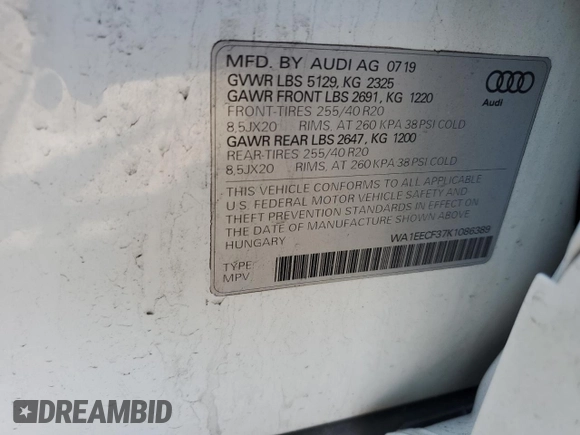 MFD. BY AUDI AG 07 19
GVWR LBS 5129, KG 2325
GAWR FRONT LBS 2691, KG 1220
FRONT-TIRES 255/40 R20
8,5JX20 RIMS, AT 260 KPA 38 PSI COLD
GAWR REAR LBS 2647, KG 1200
REAR-TIRES 255/40 R20
8,5JX20 RIMS, AT 260 KPA 38 PSI COLD
THIS VEHICLE CONFORMS TO ALL APPLICABLE
U.S. FEDERAL MOTOR VEHICLE SAFETY AND
THEFT PREVENTION STANDARDS IN EFFECT ON
THE DATE OF MANUFACTURE SHOWN ABOVE
HUNGARY
WA1EECF37K1086389
TYPE
MPV
Audi
DREAMBID